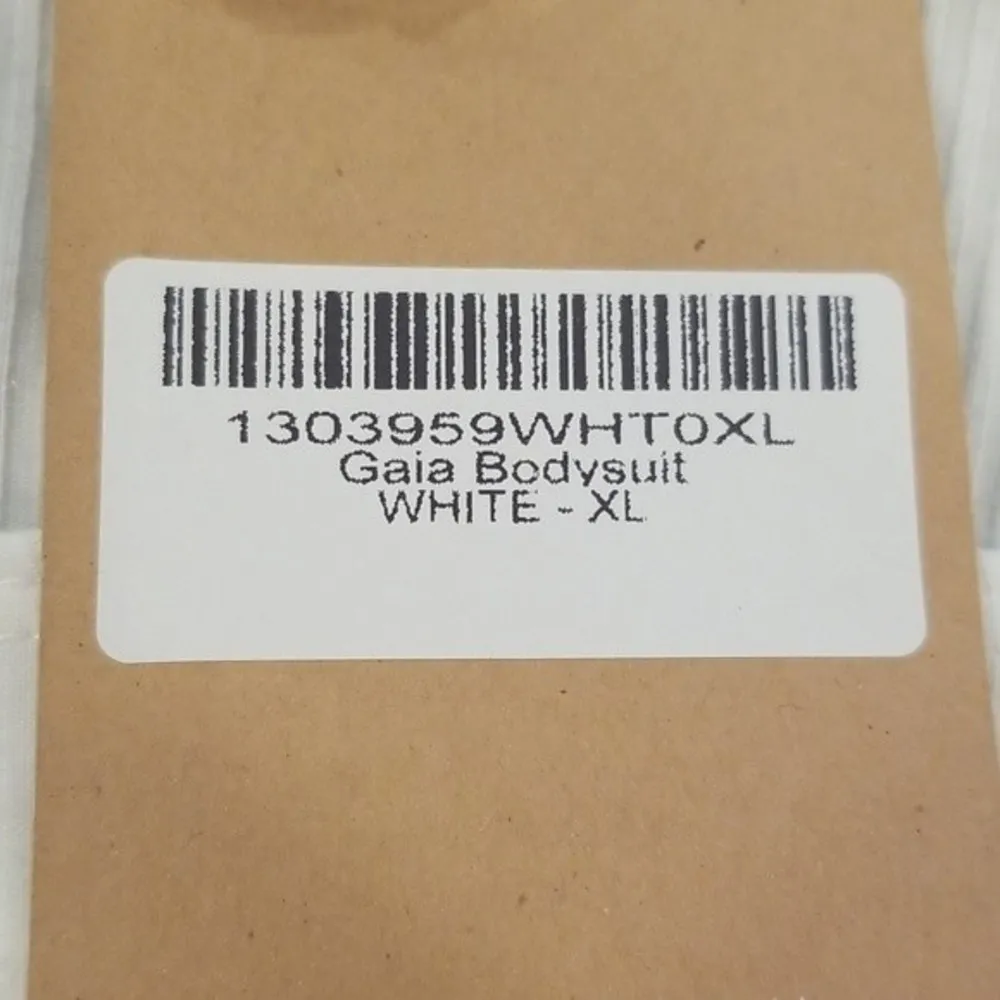 1303959WHT0XL
Gaia Bodysuit
WHITE - XL